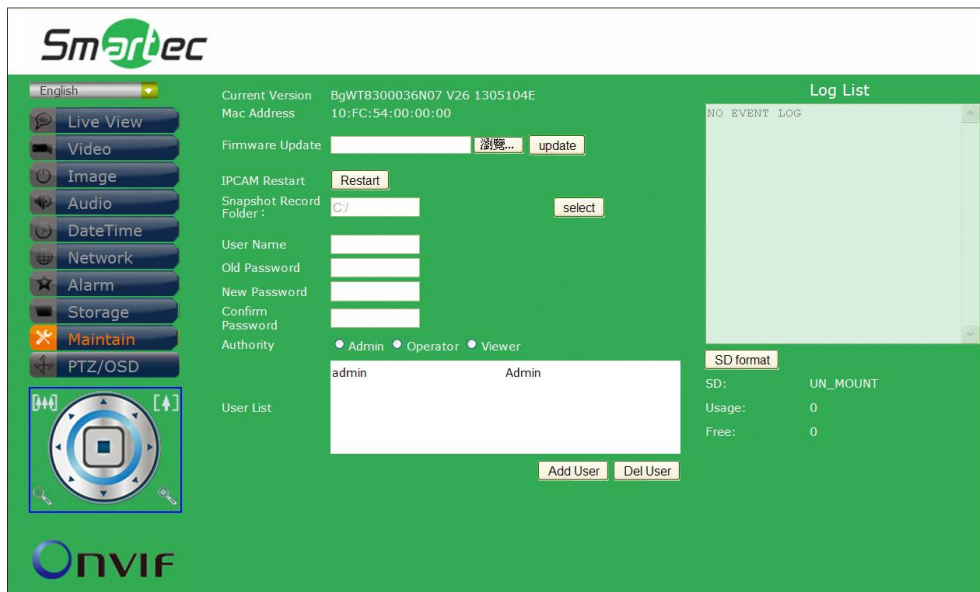 Smartec
English
Live View
Video
Image
Audio
DateTime
Network
Alarm
Storage
Maintain
PTZ/OSD
Onvif
Current Version BgWT8300036N07 V26 1305104E
Mac Address 10:FC:54:00:00:00
Firmware Update 瀏覽... update
IPCAM Restart Restart
Snapshot Record
Folder： C:/ select
User Name
Old Password
New Password
Confirm
Password
Authority Admin Operator Viewer
admin Admin
User List
Add User Del User
Log List
NO EVENT LOG
SD format
SD: UN_MOUNT
Usage: 0
Free: 0